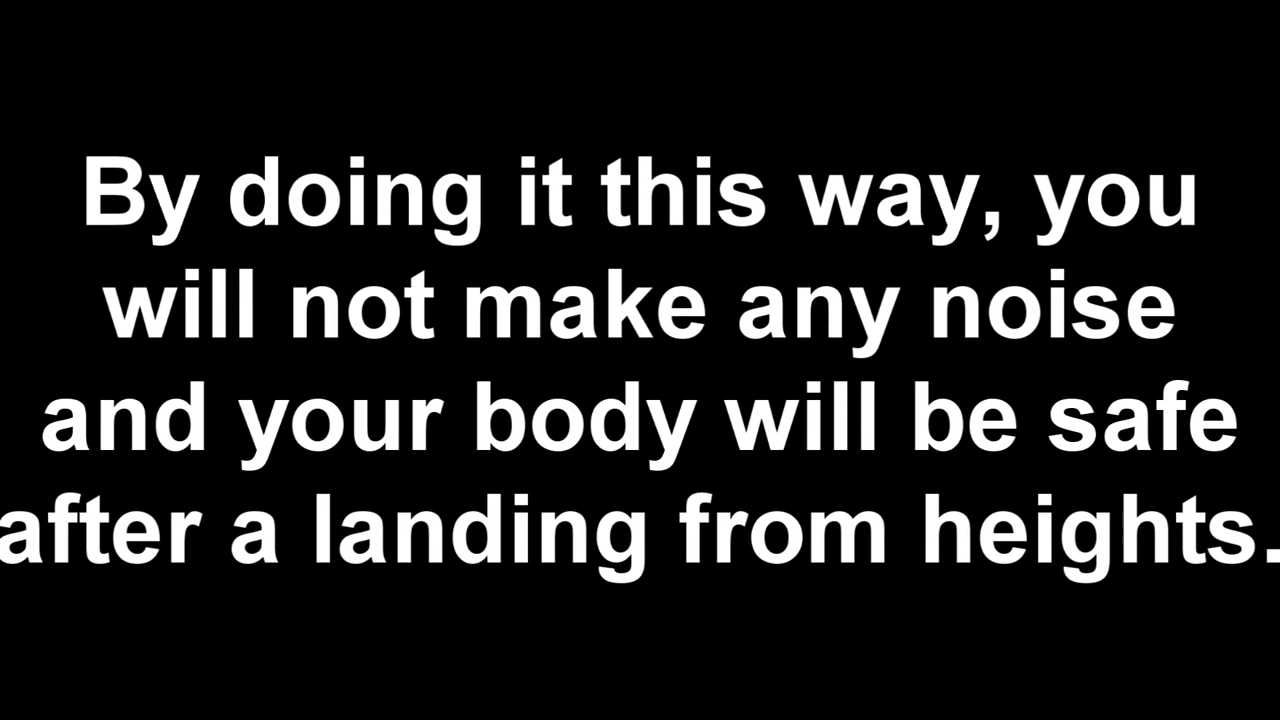 By doing it this way, you
will not make any noise
and your body will be safe
after a landing from heights.